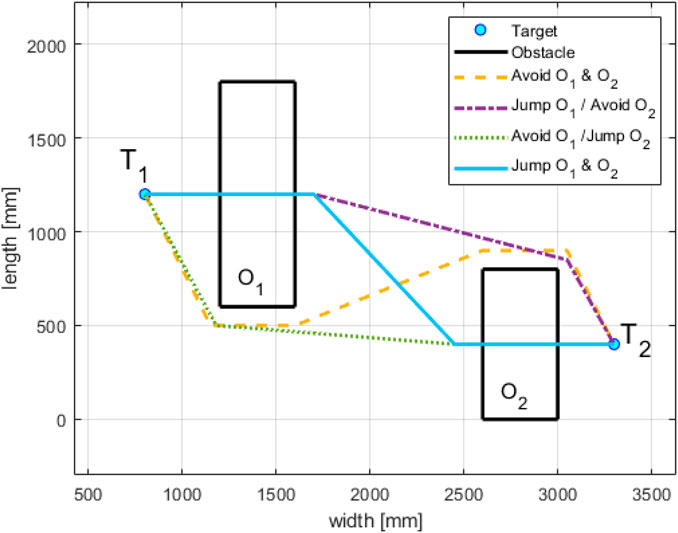 2000
1500
1000
500
0
length [mm]
500 1000 1500 2000 2500 3000 3500
width [mm]
Target
Obstacle
Avoid O1 & O2
Jump O1 / Avoid O2
Avoid O1 /Jump O2
Jump O1 & O2
T1
O1
T2
O2